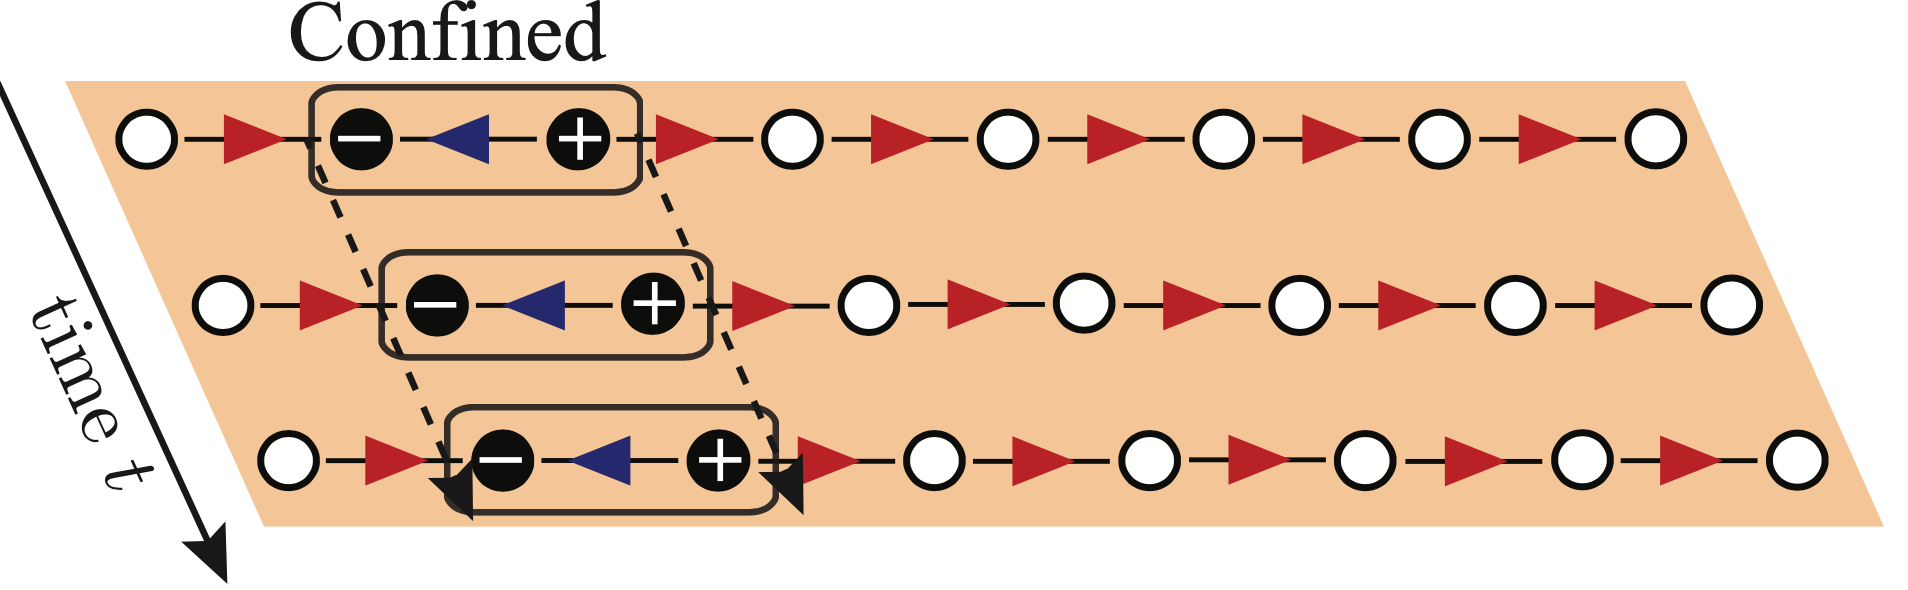 Confined
− +
− +
− +
time t